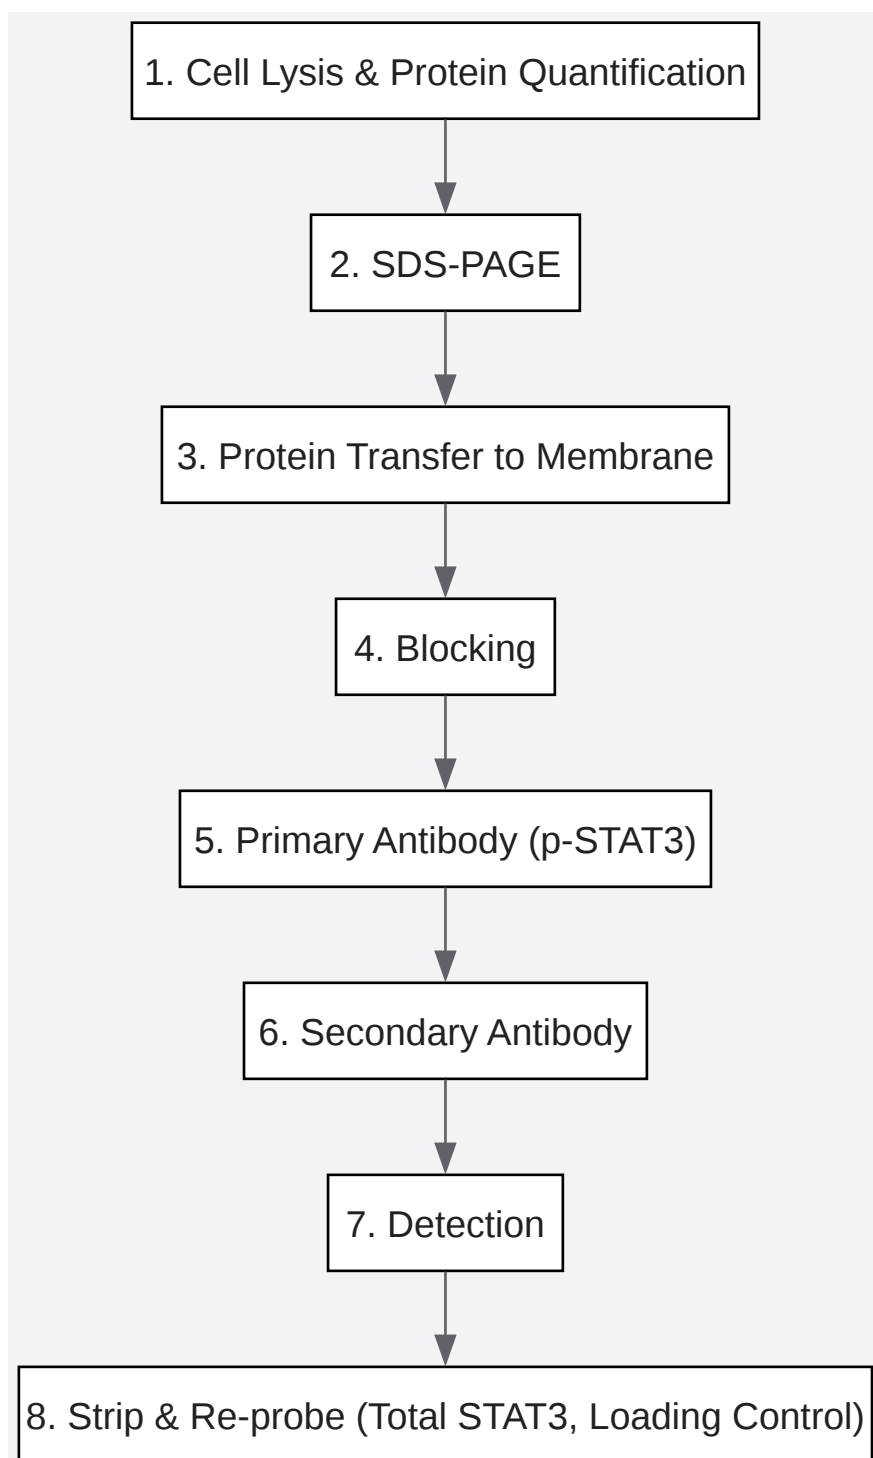 1. Cell Lysis & Protein Quantification
2. SDS-PAGE
3. Protein Transfer to Membrane
4. Blocking
5. Primary Antibody (p-STAT3)
6. Secondary Antibody
7. Detection
8. Strip & Re-probe (Total STAT3, Loading Control)